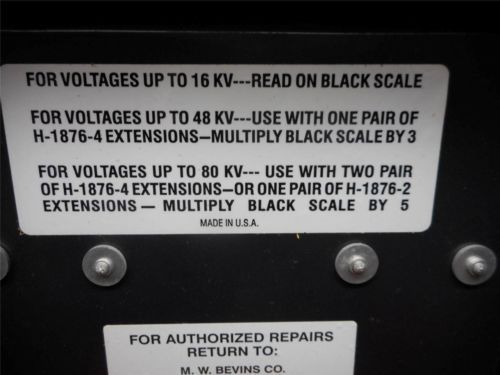 FOR VOLTAGES UP TO 16 KV---READ ON BLACK SCALE
FOR VOLTAGES UP TO 48 KV---USE WITH ONE PAIR OF
H-1876-4 EXTENSIONS—MULTIPLY BLACK SCALE BY 3
FOR VOLTAGES UP TO 80 KV--- USE WITH TWO PAIR
OF H-1876-4 EXTENSIONS—OR ONE PAIR OF H-1876-2
EXTENSIONS — MULTIPLY BLACK SCALE BY 5
MADE IN U.S.A.
FOR AUTHORIZED REPAIRS
RETURN TO:
M. W. BEVINS CO.